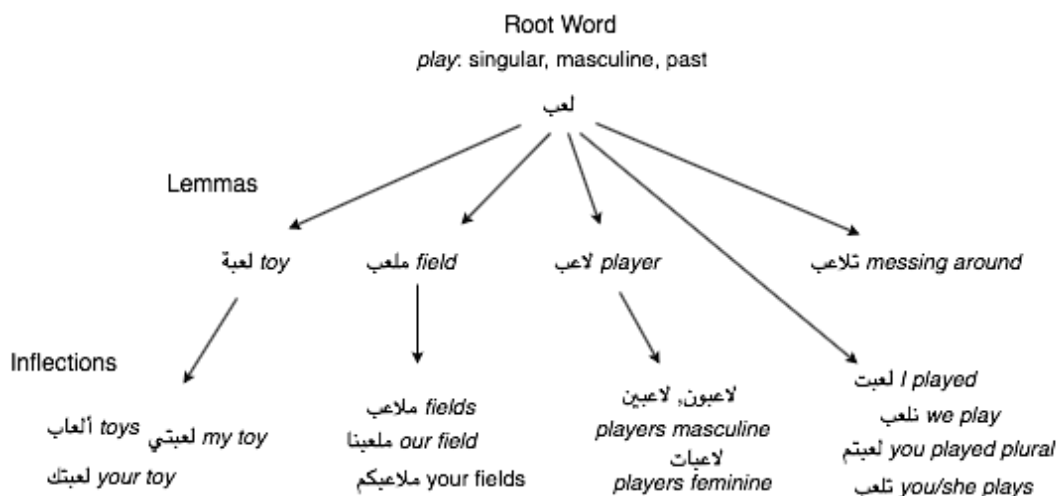 Root Word
play: singular, masculine, past
لعب
Lemmas
لعبة toy
ملعب field
لاعب player
تلاعب messing around
Inflections
ألعاب toys
لعبتي my toy
لعبتك your toy
ملاعب fields
ملعبنا our field
ملاعبكم your fields
لاعبون, لاعبين
players masculine
لاعبات
players feminine
لعبت I played
نلعب we play
لعبتم you played plural
تلعب you/she plays